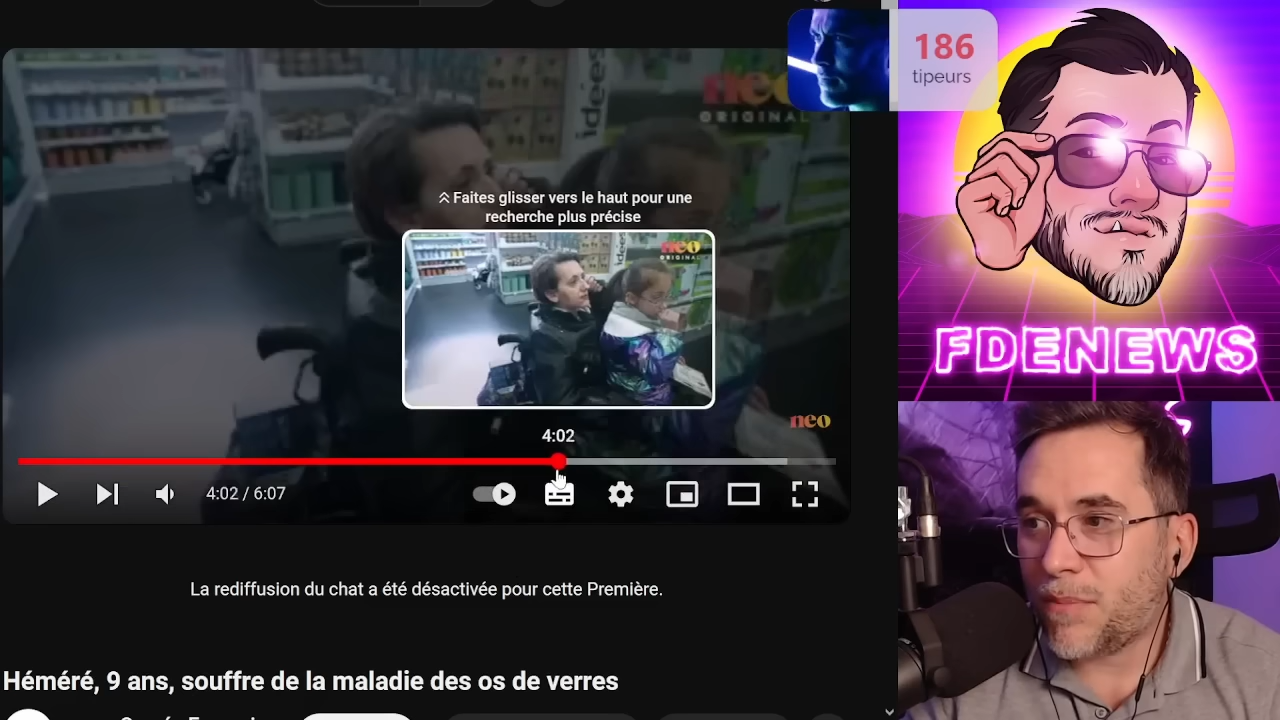 neo
ORIGINAL
idées
186
tipeurs
Faites glisser vers le haut pour une
recherche plus précise
neo
ORIGINAL
idées
neo
4:02
4:02 / 6:07
FDENEWS
La rediffusion du chat a été désactivée pour cette Première.
Héméré, 9 ans, souffre de la maladie des os de verres